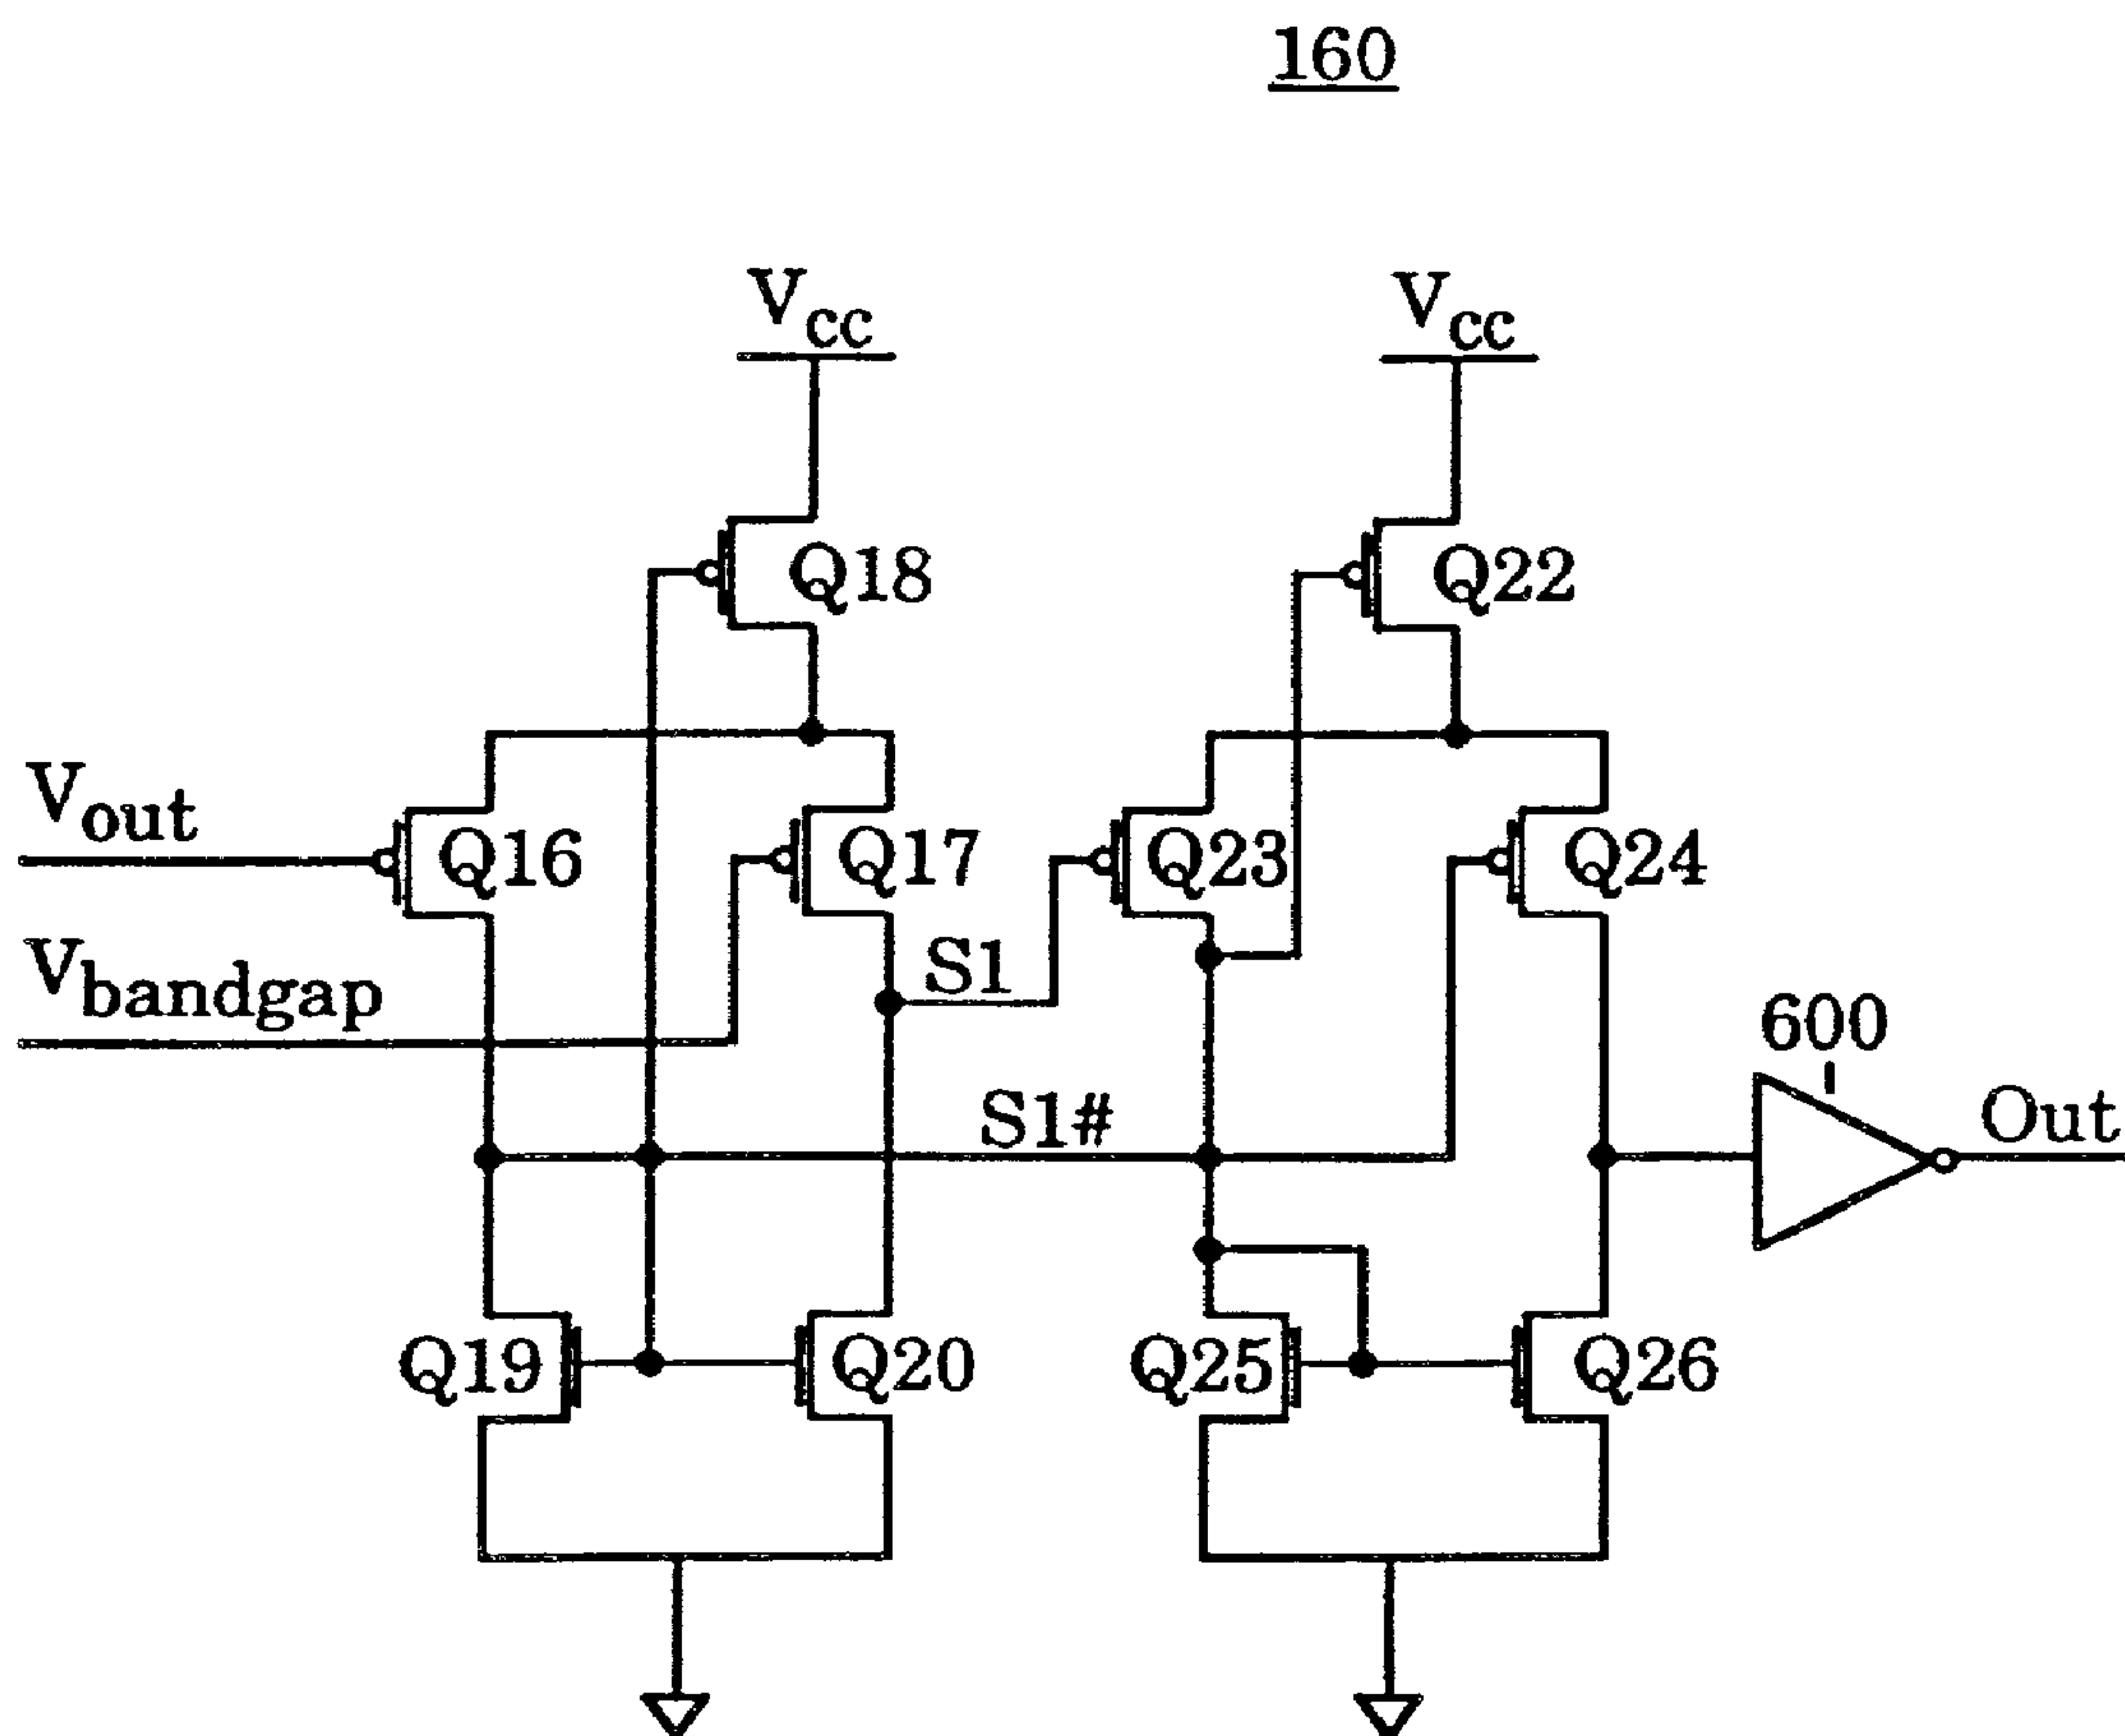 160
Vcc
Vcc
Q18
Q22
Vout
Q16
Q17
Q23
Q24
Vbandgap
S1
600
S1#
Out
Q19
Q20
Q25
Q26